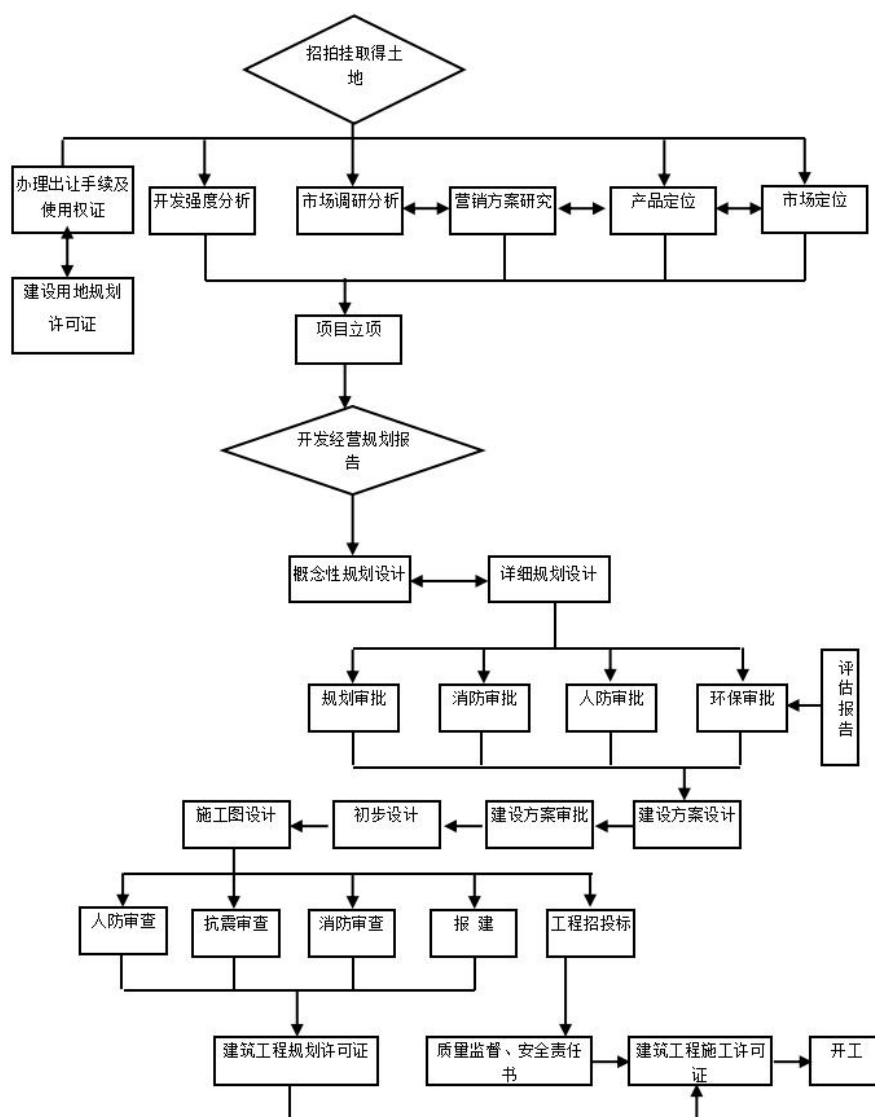 招拍挂取得土
地
办理出让手续及
使用权证
开发强度分析
市场调研分析
营销方案研究
产品定位
市场定位
建设用地规划
许可证
项目立项
开发经营规划报
告
概念性规划设计
详细规划设计
规划审批
消防审批
人防审批
环保审批
评
估
报
告
施工图设计
初步设计
建设方案审批
建设方案设计
人防审查
抗震审查
消防审查
报 建
工程招投标
建筑工程规划许可证
质量监督、安全责任
书
建筑工程施工许可
证
开工